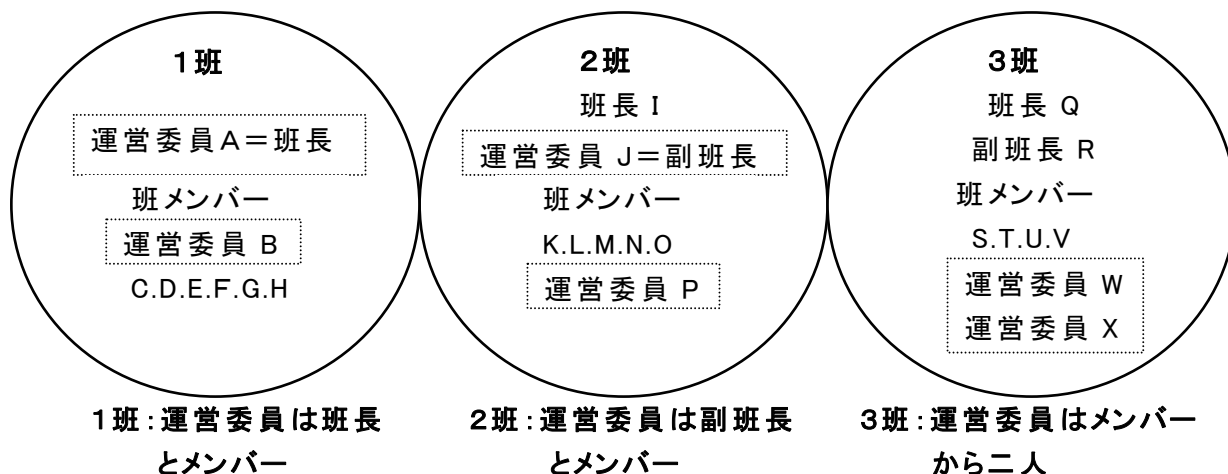 1班
運営委員A＝班長
班メンバー
運営委員 B
C.D.E.F.G.H
2班
班長 I
運営委員 J＝副班長
班メンバー
K.L.M.N.O
運営委員 P
3班
班長 Q
副班長 R
班メンバー
S.T.U.V
運営委員 W
運営委員 X
1班：運営委員は班長
とメンバー
2班：運営委員は副班長
とメンバー
3班：運営委員はメンバー
から二人